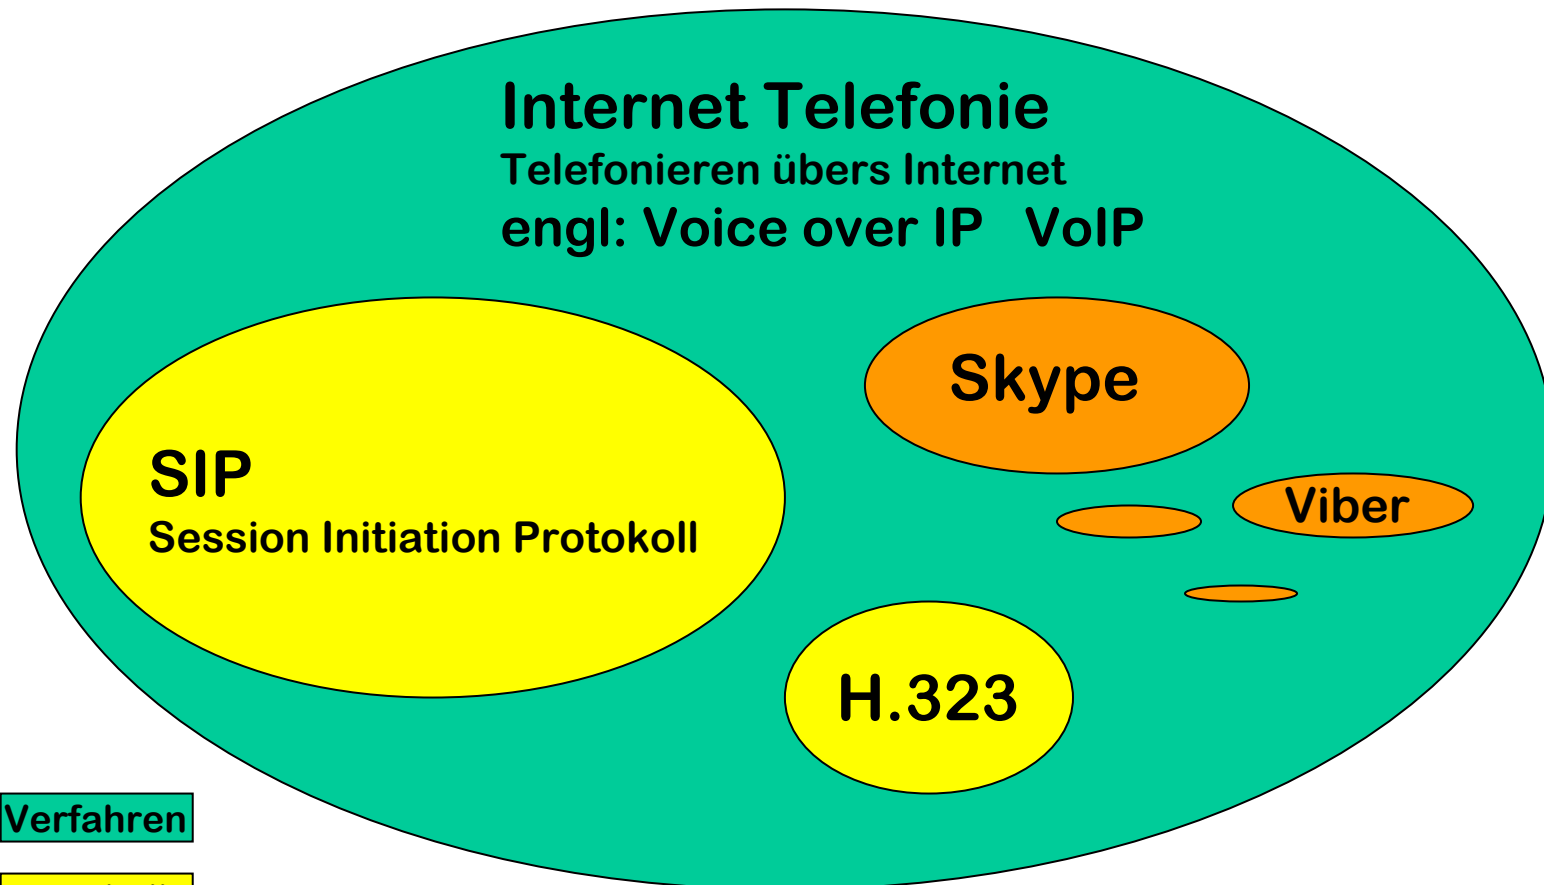 Internet Telefonie
Telefonieren übers Internet
engl: Voice over IP VoIP
Skype
SIP
Session Initiation Protokoll
Viber
H.323
Verfahren